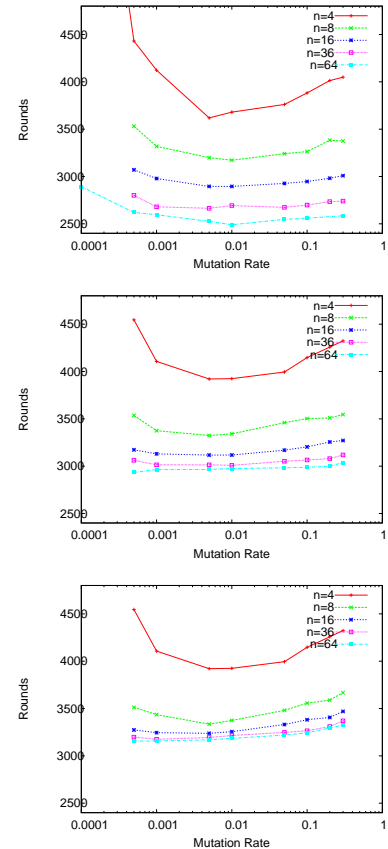 n=4
n=8
n=16
n=36
n=64
4500
4000
3500
3000
2500
Rounds
0.0001 0.001 0.01 0.1 1
Mutation Rate
n=4
n=8
n=16
n=36
n=64
4500
4000
3500
3000
2500
Rounds
0.0001 0.001 0.01 0.1 1
Mutation Rate
n=4
n=8
n=16
n=36
n=64
4500
4000
3500
3000
2500
Rounds
0.0001 0.001 0.01 0.1 1
Mutation Rate